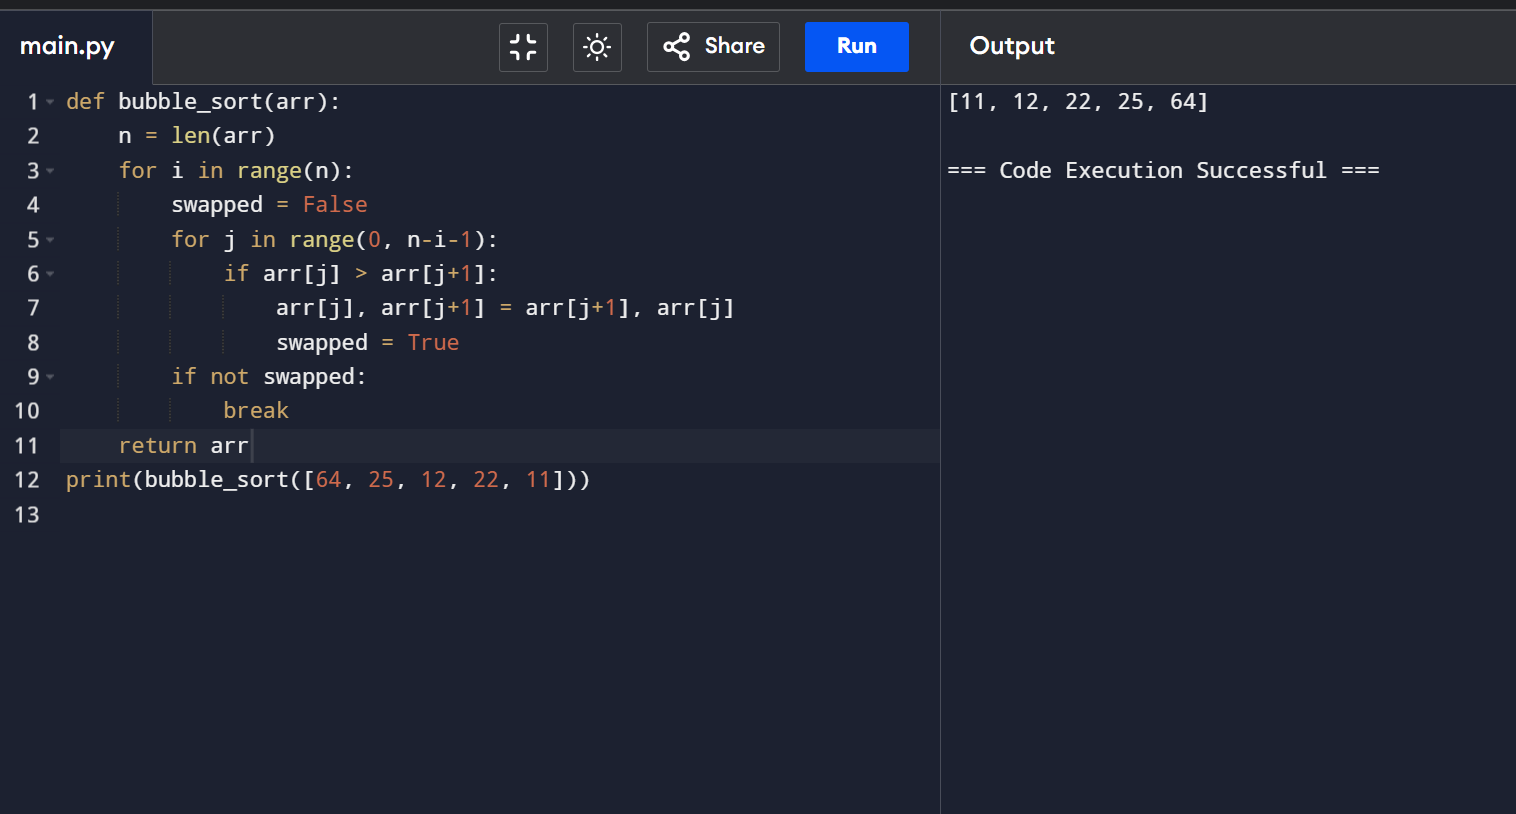 main.py
Share
Run
Output
1 def bubble_sort(arr):
2     n = len(arr)
3     for i in range(n):
4         swapped = False
5         for j in range(0, n-i-1):
6             if arr[j] > arr[j+1]:
7                 arr[j], arr[j+1] = arr[j+1], arr[j]
8                 swapped = True
9         if not swapped:
10             break
11     return arr
12 print(bubble_sort([64, 25, 12, 22, 11]))
13
[11, 12, 22, 25, 64]
=== Code Execution Successful ===